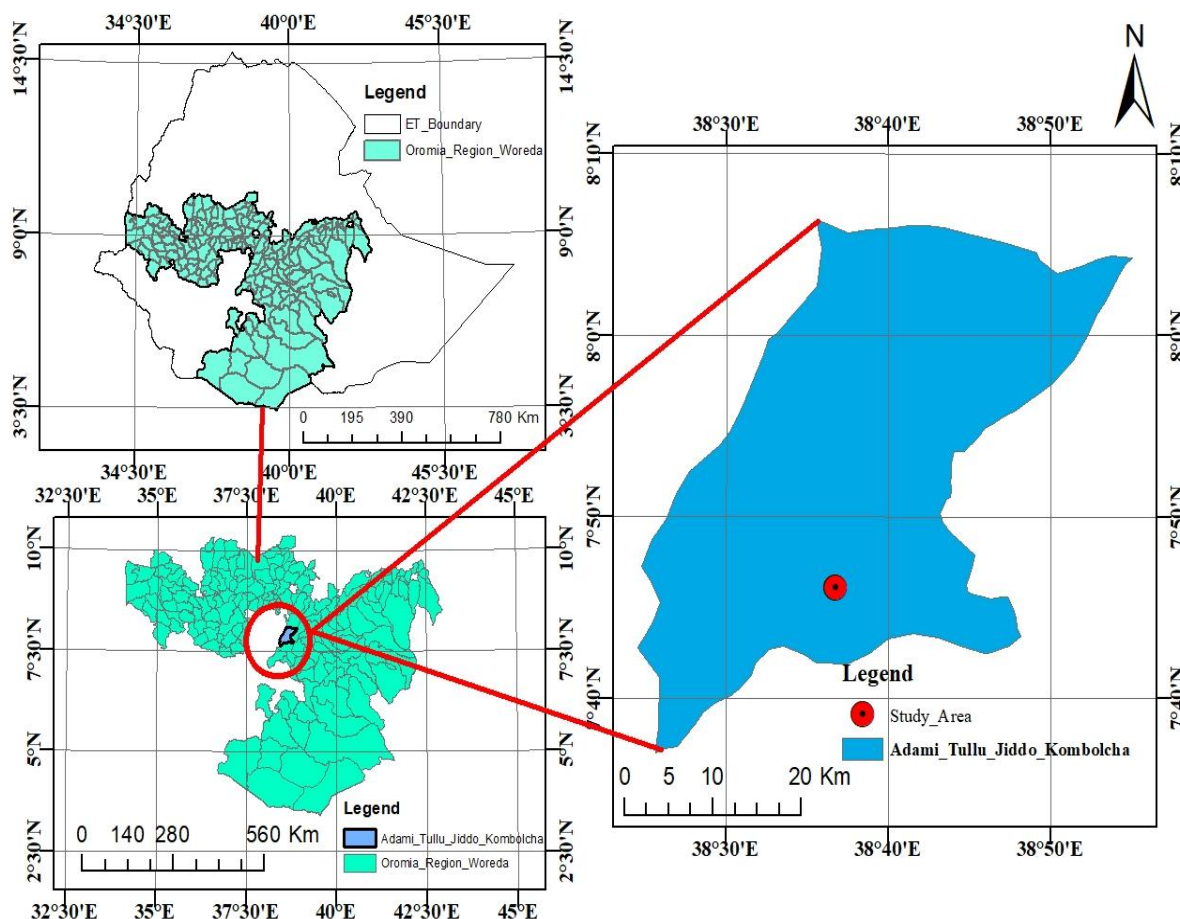 34°30'E 40°0'E 45°30'E
14°30'N
14°30'N
9°0'N
9°0'N
3°30'N
3°30'N
Legend
ET_Boundary
Oromia_Region_Woreda
0 195 390 780 Km
34°30'E 40°0'E 45°30'E
32°30'E 35°E 37°30'E 40°E 42°30'E 45°E
10°N
10°N
7°30'N
7°30'N
5°N
5°N
2°30'N
2°30'N
Legend
Adami_Tullu_Jiddo_Kombolcha
Oromia_Region_Woreda
0 140 280 560 Km
32°30'E 35°E 37°30'E 40°E 42°30'E 45°E
N
38°30'E 38°40'E 38°50'E
8°10'N
8°10'N
8°0'N
8°0'N
7°50'N
7°50'N
7°40'N
7°40'N
Legend
Study_Area
Adami_Tullu_Jiddo_Kombolcha
0 5 10 20 Km
38°30'E 38°40'E 38°50'E